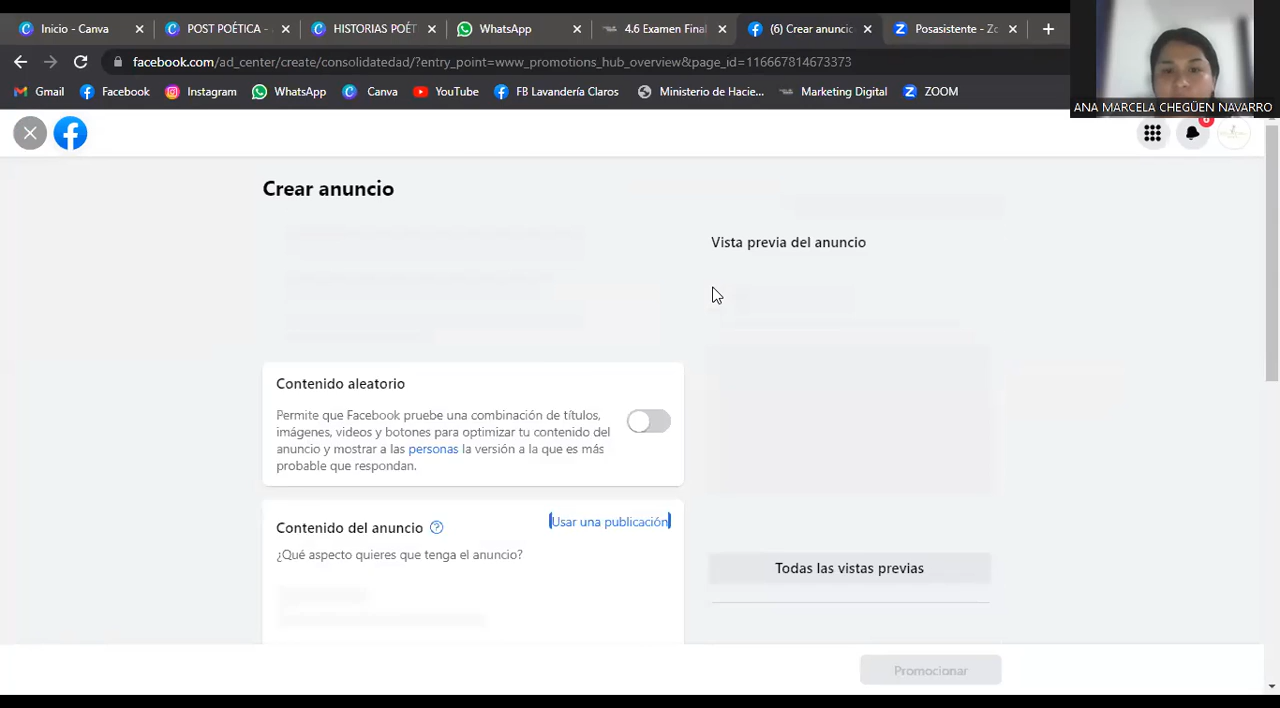 Inicio - Canva
POST POÉTICA -
HISTORIAS POÉT
WhatsApp
4.6 Examen Final
(6) Crear anuncio
Posasistente - Zo
facebook.com/ad_center/create/consolidatedad/?entry_point=www_promotions_hub_overview&page_id=116667814673373
Gmail
Facebook
Instagram
WhatsApp
Canva
YouTube
FB Lavandería Claros
Ministerio de Hacie...
Marketing Digital
ZOOM
ANA MARCELA CHEGÜEN NAVARRO
Crear anuncio
Vista previa del anuncio
Contenido aleatorio
Permite que Facebook pruebe una combinación de títulos,
imágenes, videos y botones para optimizar tu contenido del
anuncio y mostrar a las personas la versión a la que es más
probable que respondan.
Contenido del anuncio
Usar una publicación
¿Qué aspecto quieres que tenga el anuncio?
Todas las vistas previas
Promocionar